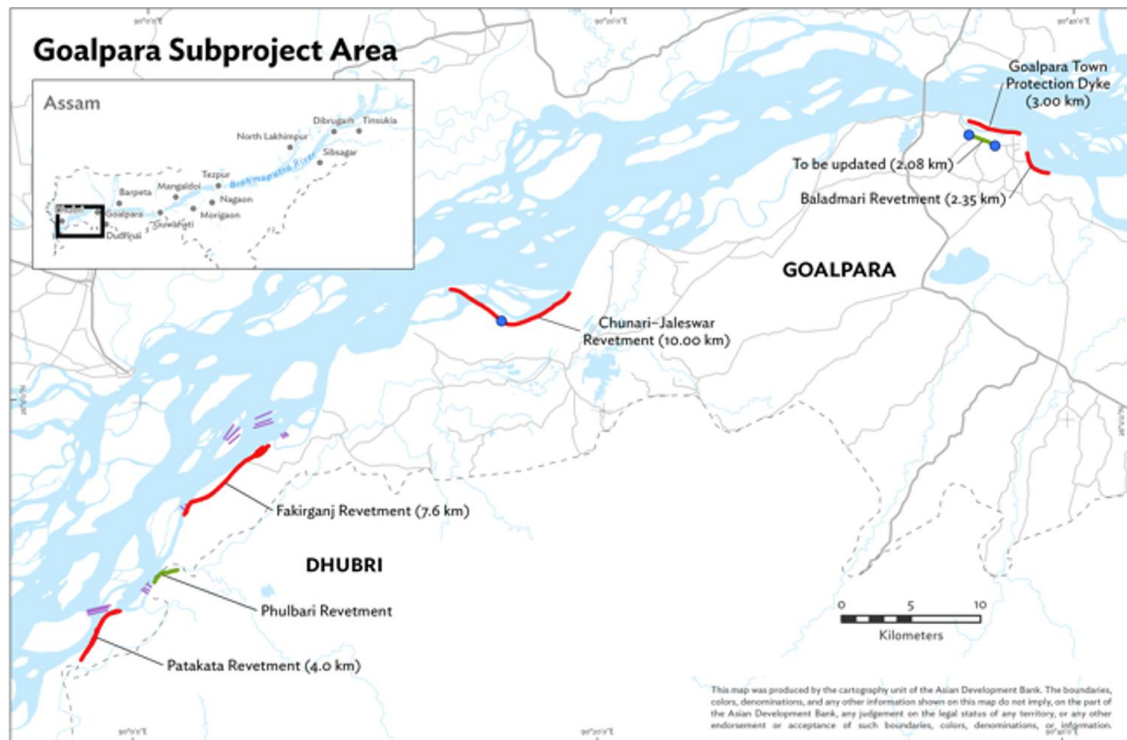 Goalpara Subproject Area
Assam
Dibrugarh
Tinsukia
North Lakhimpur
Sibsagar
Tezpur
Brahmaputra River
Mangaldoi
Barpeta
Nagaon
Goalpara
Morigaon
Guwahati
Dudhnai
Goalpara Town
Protection Dyke
(3.00 km)
To be updated (2.08 km)
Baladmari Revetment (2.35 km)
GOALPARA
Chunari–Jaleswar
Revetment (10.00 km)
Fakirganj Revetment (7.6 km)
DHUBRI
Phulbari Revetment
Patakata Revetment (4.0 km)
0 5 10
Kilometers
This map was produced by the cartography unit of the Asian Development Bank. The boundaries,
colors, denominations, and any other information shown on this map do not imply, on the part of
the Asian Development Bank, any judgement on the legal status of any territory, or any other
endorsement or acceptance of such boundaries, colors, denominations, or information.